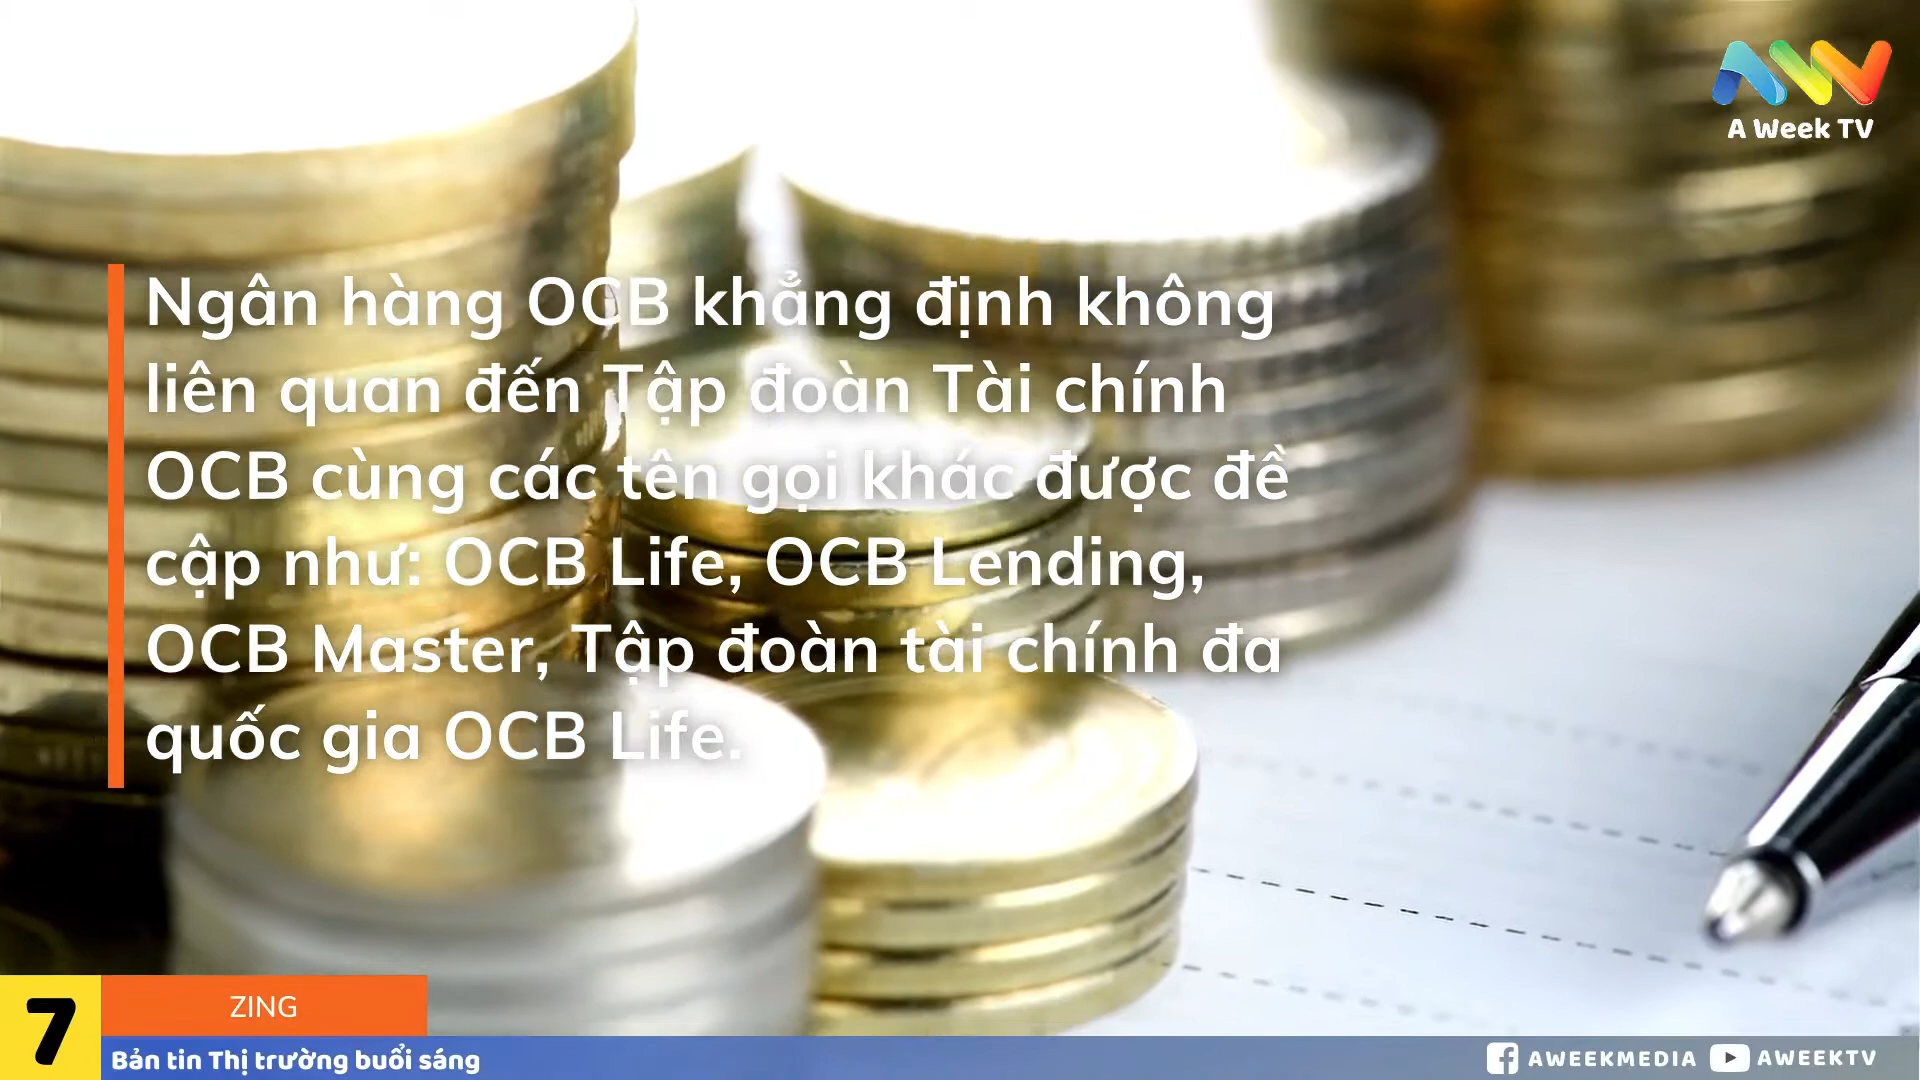 A Week TV
Ngân hàng OCB khẳng định không
liên quan đến Tập đoàn Tài chính
OCB cùng các tên gọi khác được đề
cập như: OCB Life, OCB Lending,
OCB Master, Tập đoàn tài chính đa
quốc gia OCB Life.
7
ZING
Bản tin Thị trường buổi sáng
AWEEKMEDIA
AWEEKTV